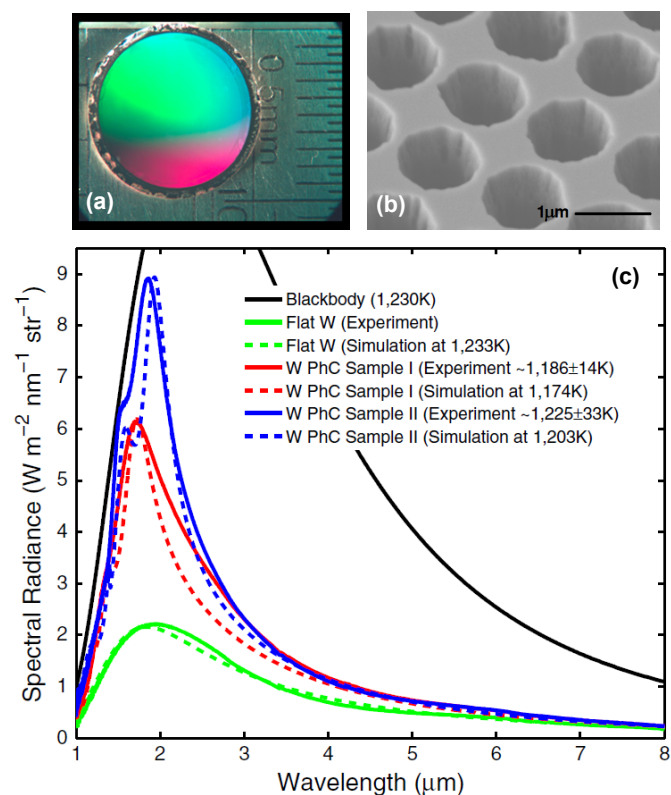 0.5mm
10
(a)
(b)
1µm
(c)
Blackbody (1,230K)
Flat W (Experiment)
Flat W (Simulation at 1,233K)
W PhC Sample I (Experiment ~1,186±14K)
W PhC Sample I (Simulation at 1,174K)
W PhC Sample II (Experiment ~1,225±33K)
W PhC Sample II (Simulation at 1,203K)
Spectral Radiance (W m⁻² nm⁻¹ str⁻¹)
9
8
7
6
5
4
3
2
1
0
1 2 3 4 5 6 7 8
Wavelength (µm)